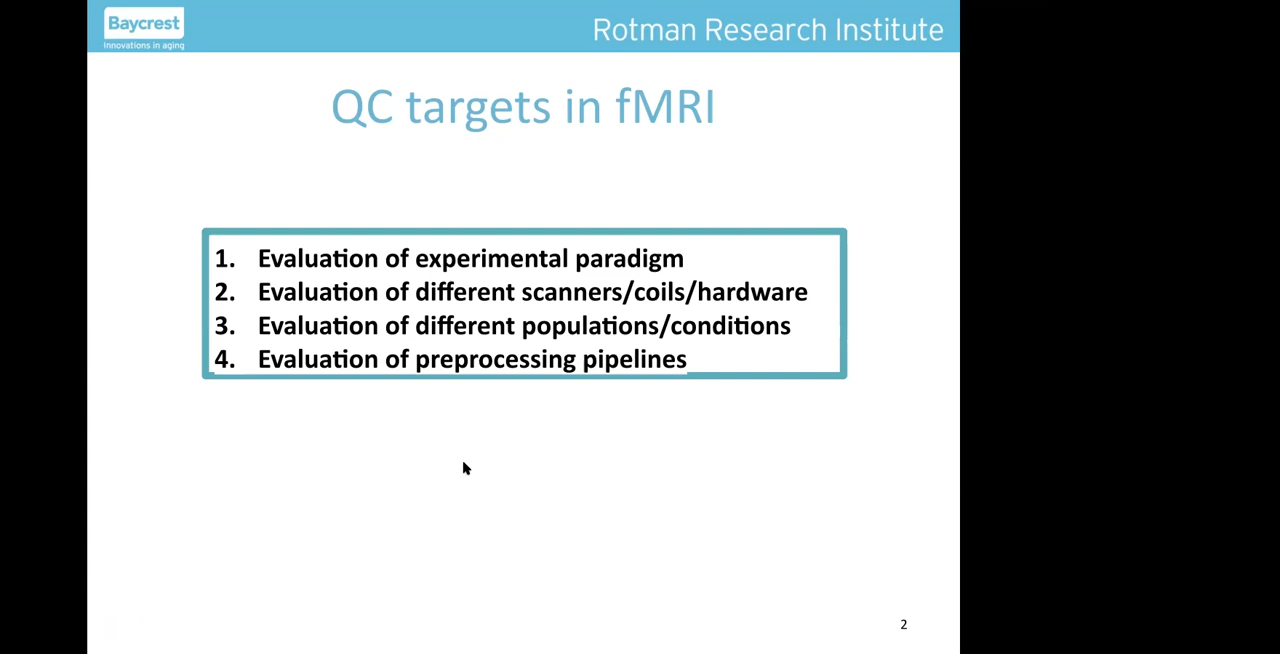 Baycrest
Innovations in aging
Rotman Research Institute
QC targets in fMRI
1. Evaluation of experimental paradigm
2. Evaluation of different scanners/coils/hardware
3. Evaluation of different populations/conditions
4. Evaluation of preprocessing pipelines
2